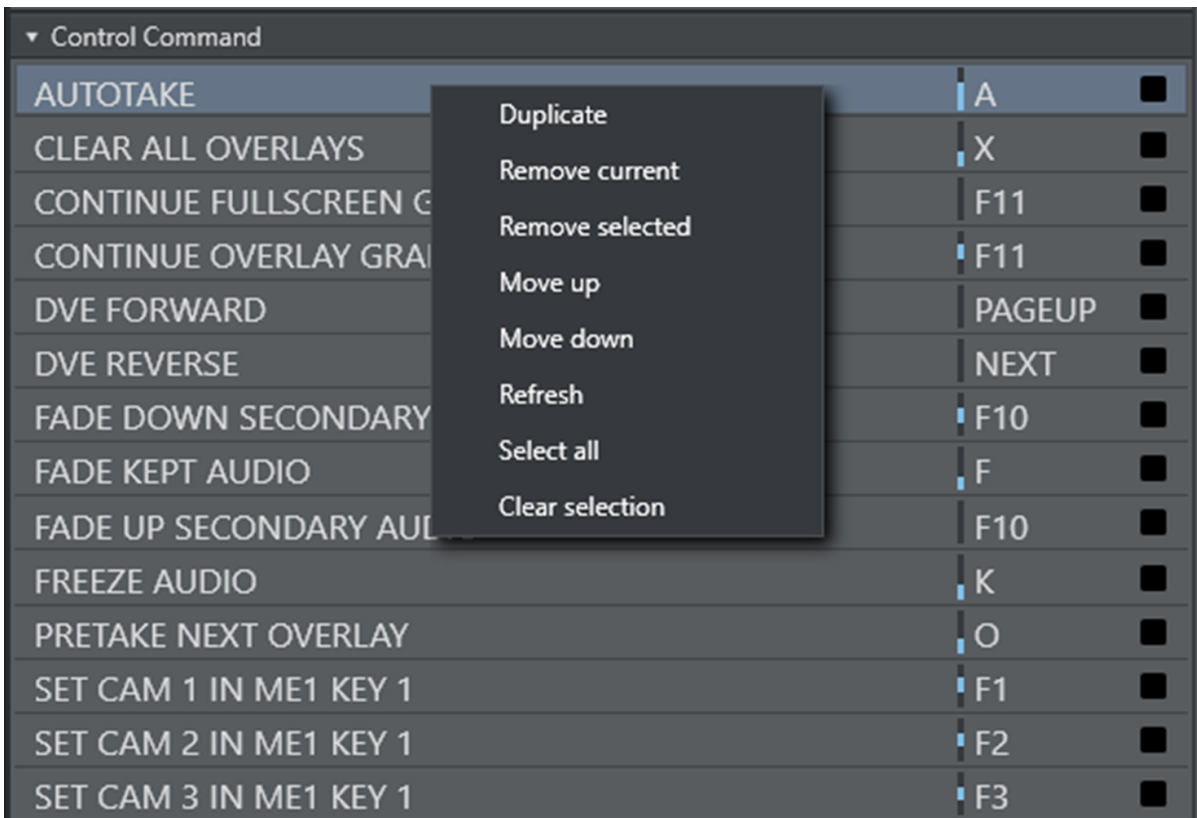 Control Command
AUTOTAKE A
CLEAR ALL OVERLAYS X
CONTINUE FULLSCREEN F11
CONTINUE OVERLAY F11
DVE FORWARD PAGEUP
DVE REVERSE NEXT
FADE DOWN SECONDARY F10
FADE KEPT AUDIO F
FADE UP SECONDARY F10
FREEZE AUDIO K
PRETAKE NEXT OVERLAY O
SET CAM 1 IN ME1 KEY 1 F1
SET CAM 2 IN ME1 KEY 1 F2
SET CAM 3 IN ME1 KEY 1 F3
Duplicate
Remove current
Remove selected
Move up
Move down
Refresh
Select all
Clear selection